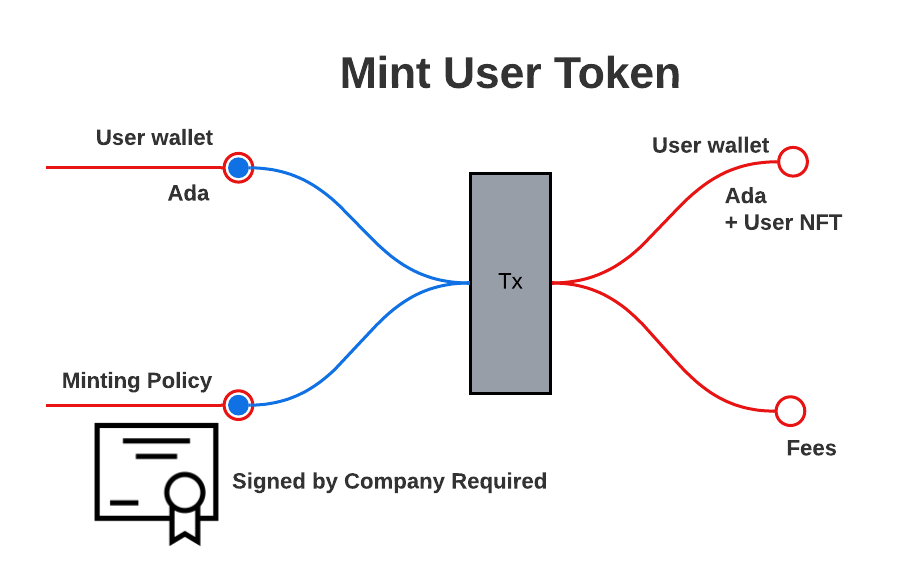 Mint User Token
User wallet
Ada
User wallet
Ada
+ User NFT
Tx
Minting Policy
Signed by Company Required
Fees